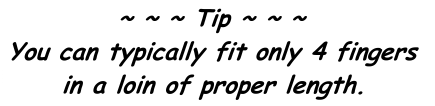 ~ ~ ~ Tip ~ ~ ~
You can typically fit only 4 fingers
in a loin of proper length.